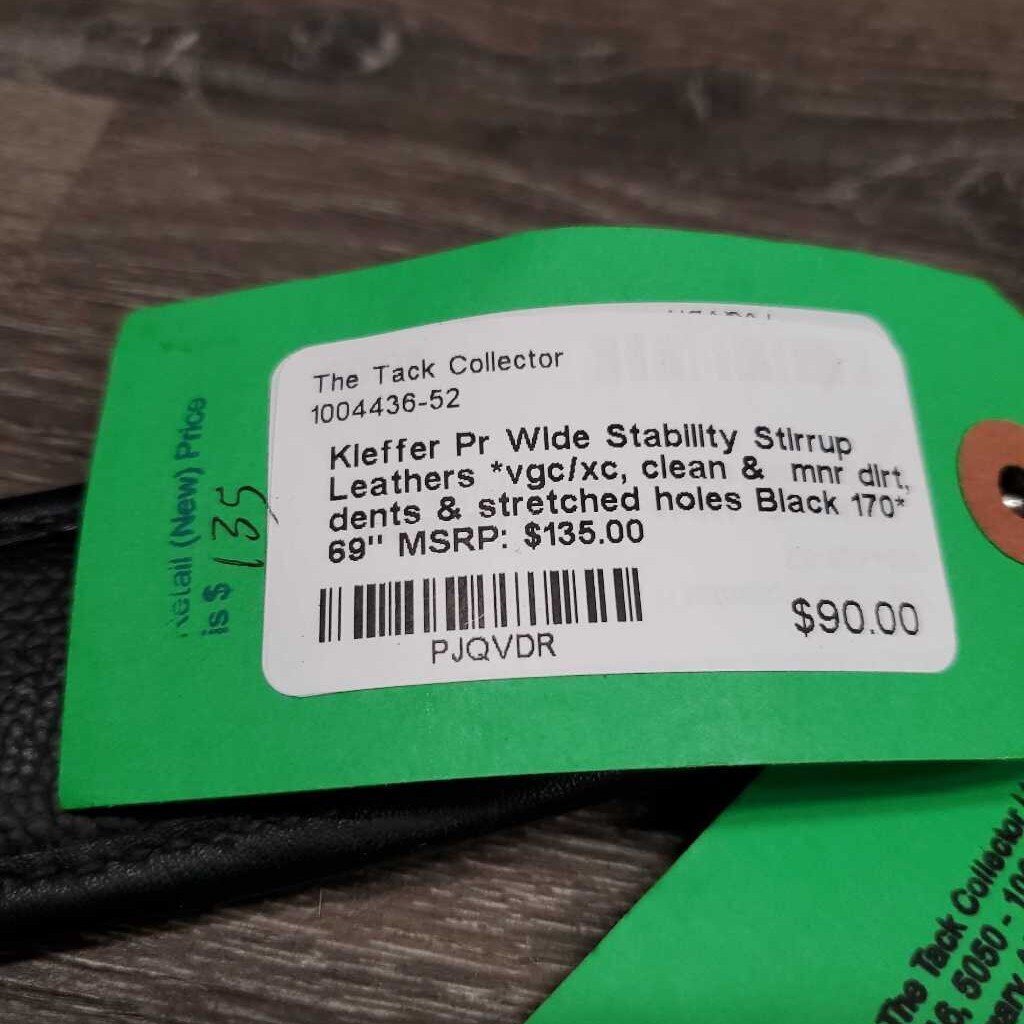 The Tack Collector
1004436-52
Kieffer Pr Wide Stability Stirrup
Leathers *vgc/xc, clean & mnr dirt,
dents & stretched holes Black 170*
69" MSRP: $135.00
PJQVDR
$90.00
Retail (New) Price
is $ 135
The Tack Collector
5050 -